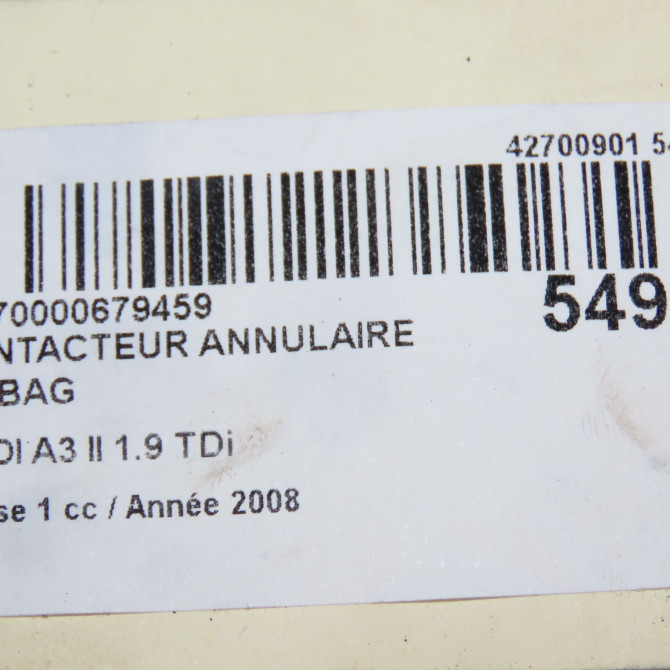 42700901 54
70000679459
549
NTACTEUR ANNULAIRE
BAG
DI A3 II 1.9 TDi
se 1 cc / Année 2008